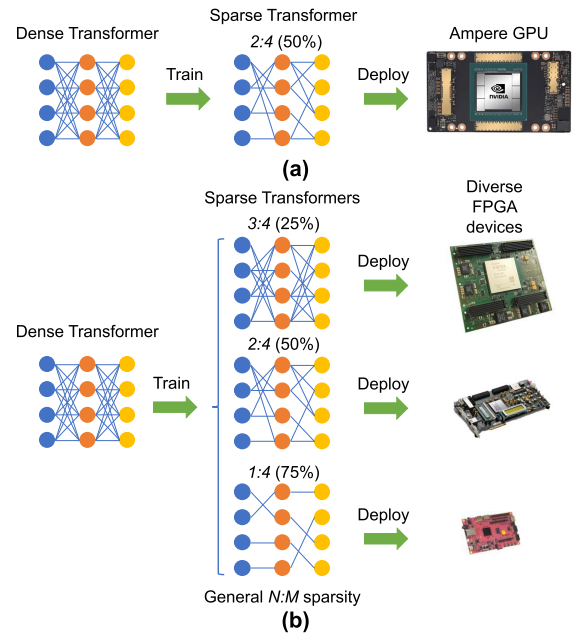 Dense Transformer
Train
Sparse Transformer
2:4 (50%)
Deploy
Ampere GPU
NVIDIA
(a)
Sparse Transformers
Diverse
FPGA
devices
3:4 (25%)
Deploy
Dense Transformer
Train
2:4 (50%)
Deploy
1:4 (75%)
Deploy
General N:M sparsity
(b)